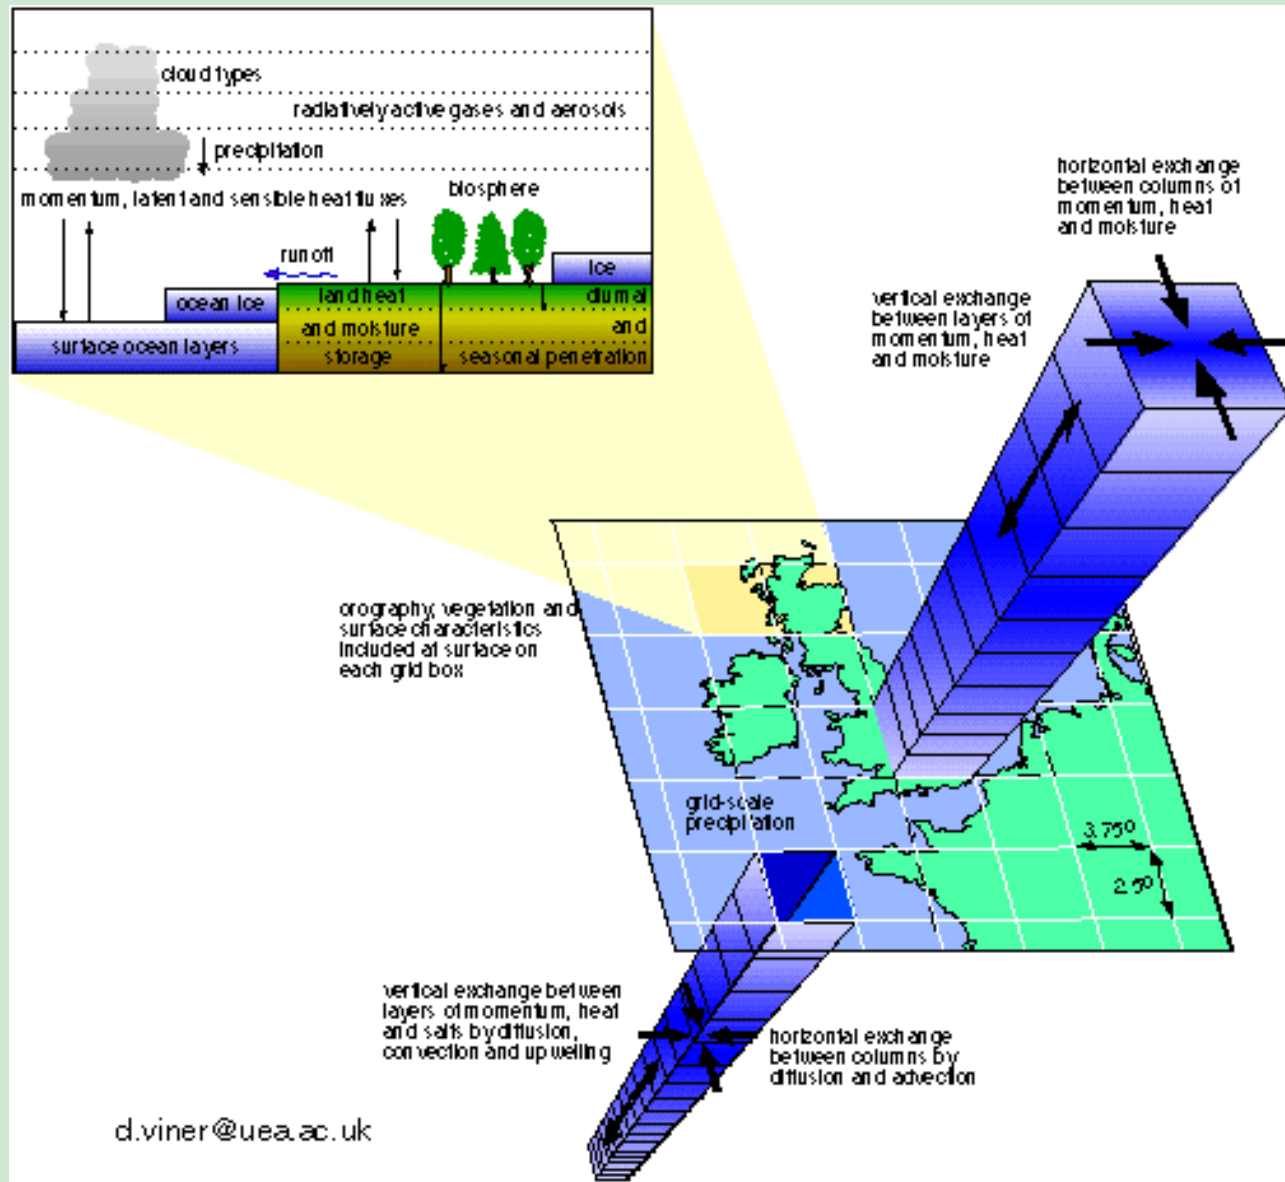 cloud types
radiatively active gases and aerosols
precipitation
momentum, latent and sensible heat fluxes
biosphere
run off
ice
ocean ice
land heat
diurnal
and moisture
and
surface ocean layers
storage
seasonal penetration
horizontal exchange
between columns of
momentum, heat
and moisture
vertical exchange
between layers of
momentum, heat
and moisture
orography, vegetation and
surface characteristics
included at surface on
each grid box
grid-scale
precipitation
3.75°
2.5°
vertical exchange between
layers of momentum, heat
and salts by diffusion,
convection and upwelling
horizontal exchange
between columns by
diffusion and advection
d.viner@uea.ac.uk